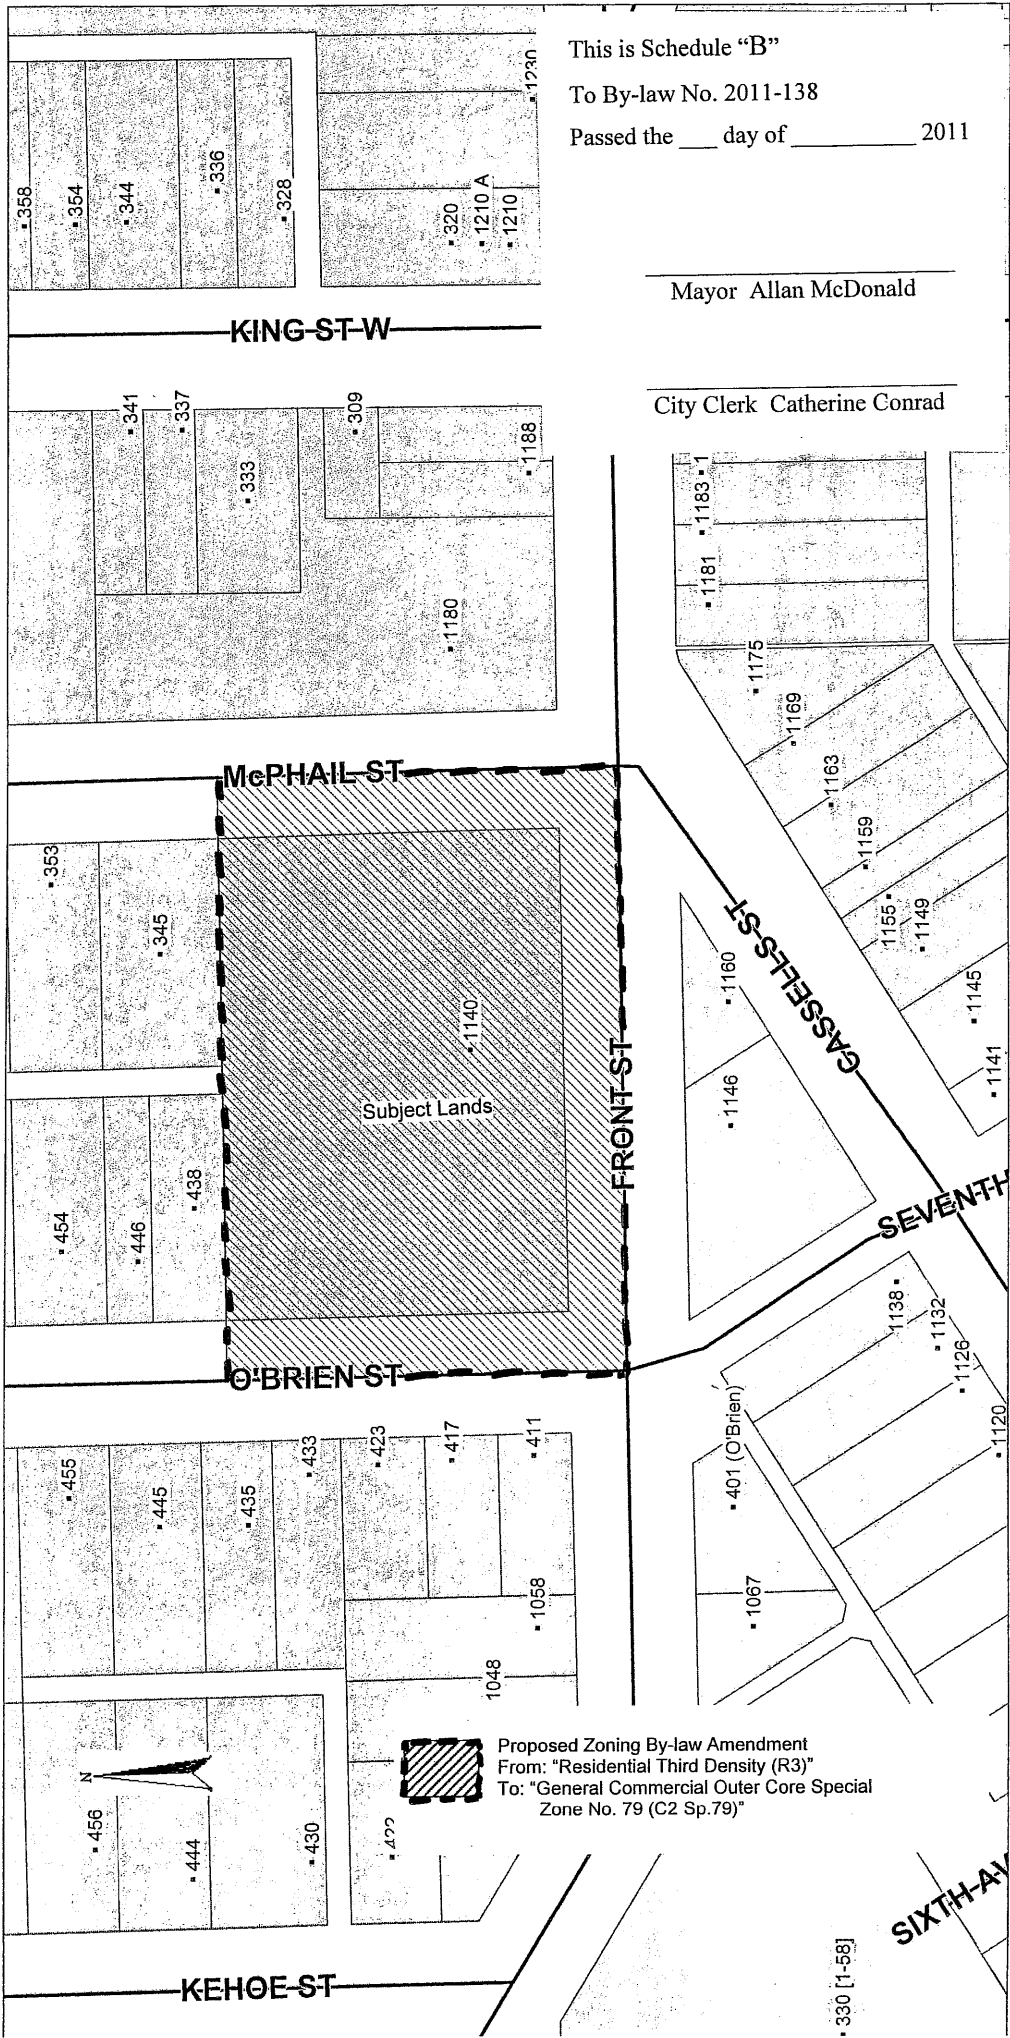 This is Schedule “B”
To By-law No. 2011-138
Passed the ___ day of ___________ 2011
Mayor Allan McDonald
City Clerk Catherine Conrad
358
354
344
336
328
1230
320
1210 A
1210
KING ST W
341
337
333
309
1188
1180
1183 - 1
1181
1175
1169
1163
1159
1155
1149
1145
1141
McPHAIL ST
353
345
1140
Subject Lands
FRONT ST
1160
1146
CASSELLS ST
454
446
438
SEVENTH
O'BRIEN ST
1138
1132
1126
1120
401 (O'Brien)
1067
455
445
435
433
423
417
411
1058
1048
N
456
444
430
422
Proposed Zoning By-law Amendment
From: “Residential Third Density (R3)”
To: “General Commercial Outer Core Special
Zone No. 79 (C2 Sp.79)”
SIXTH AV
KEHOE ST
330 [1-58]